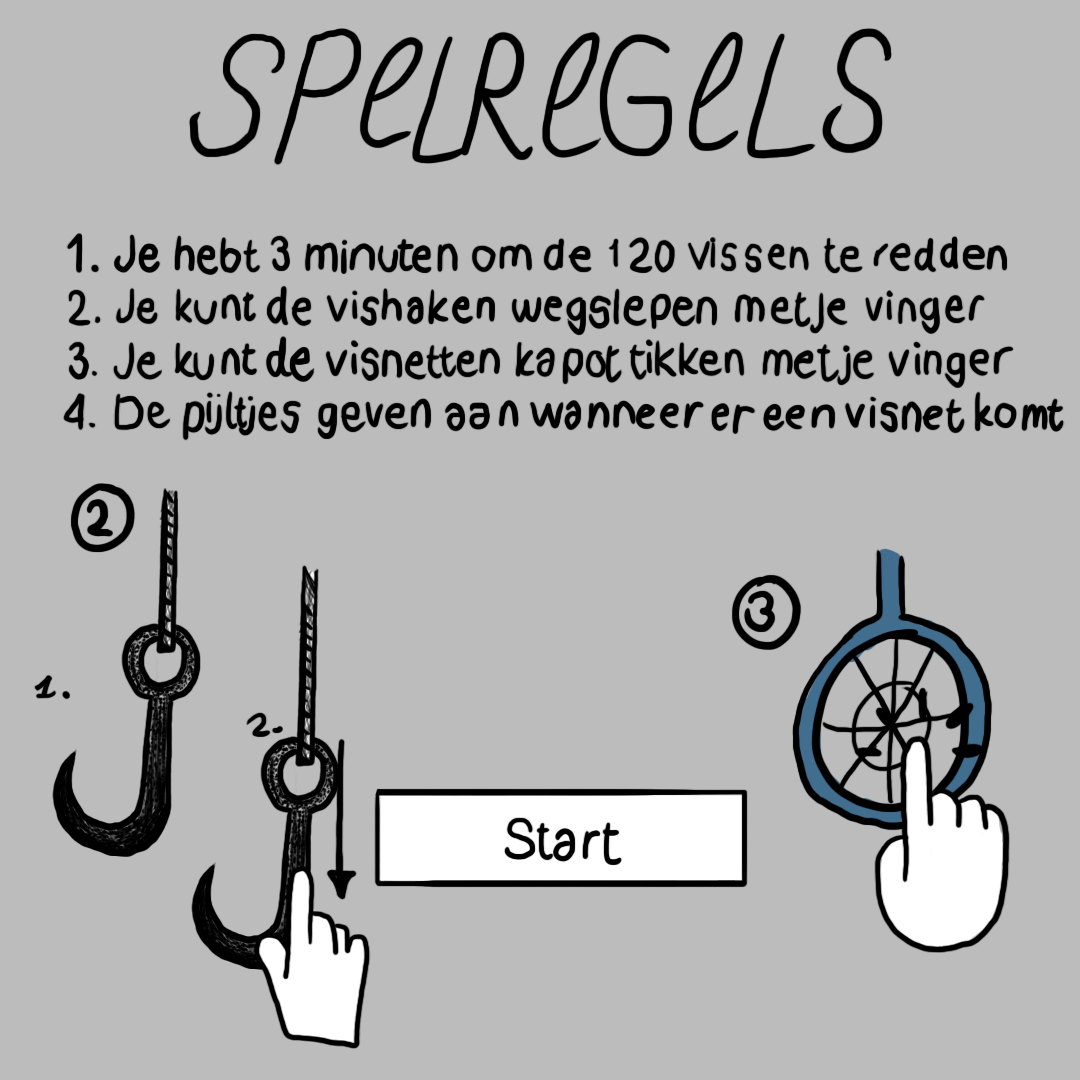 SPELREGELS
1. Je hebt 3 minuten om de 120 vissen te redden
2. Je kunt de vishaken wegslepen met je vinger
3. Je kunt de visnetten kapot tikken met je vinger
4. De pijltjes geven aan wanneer er een visnet komt
2
3
1.
2.
Start